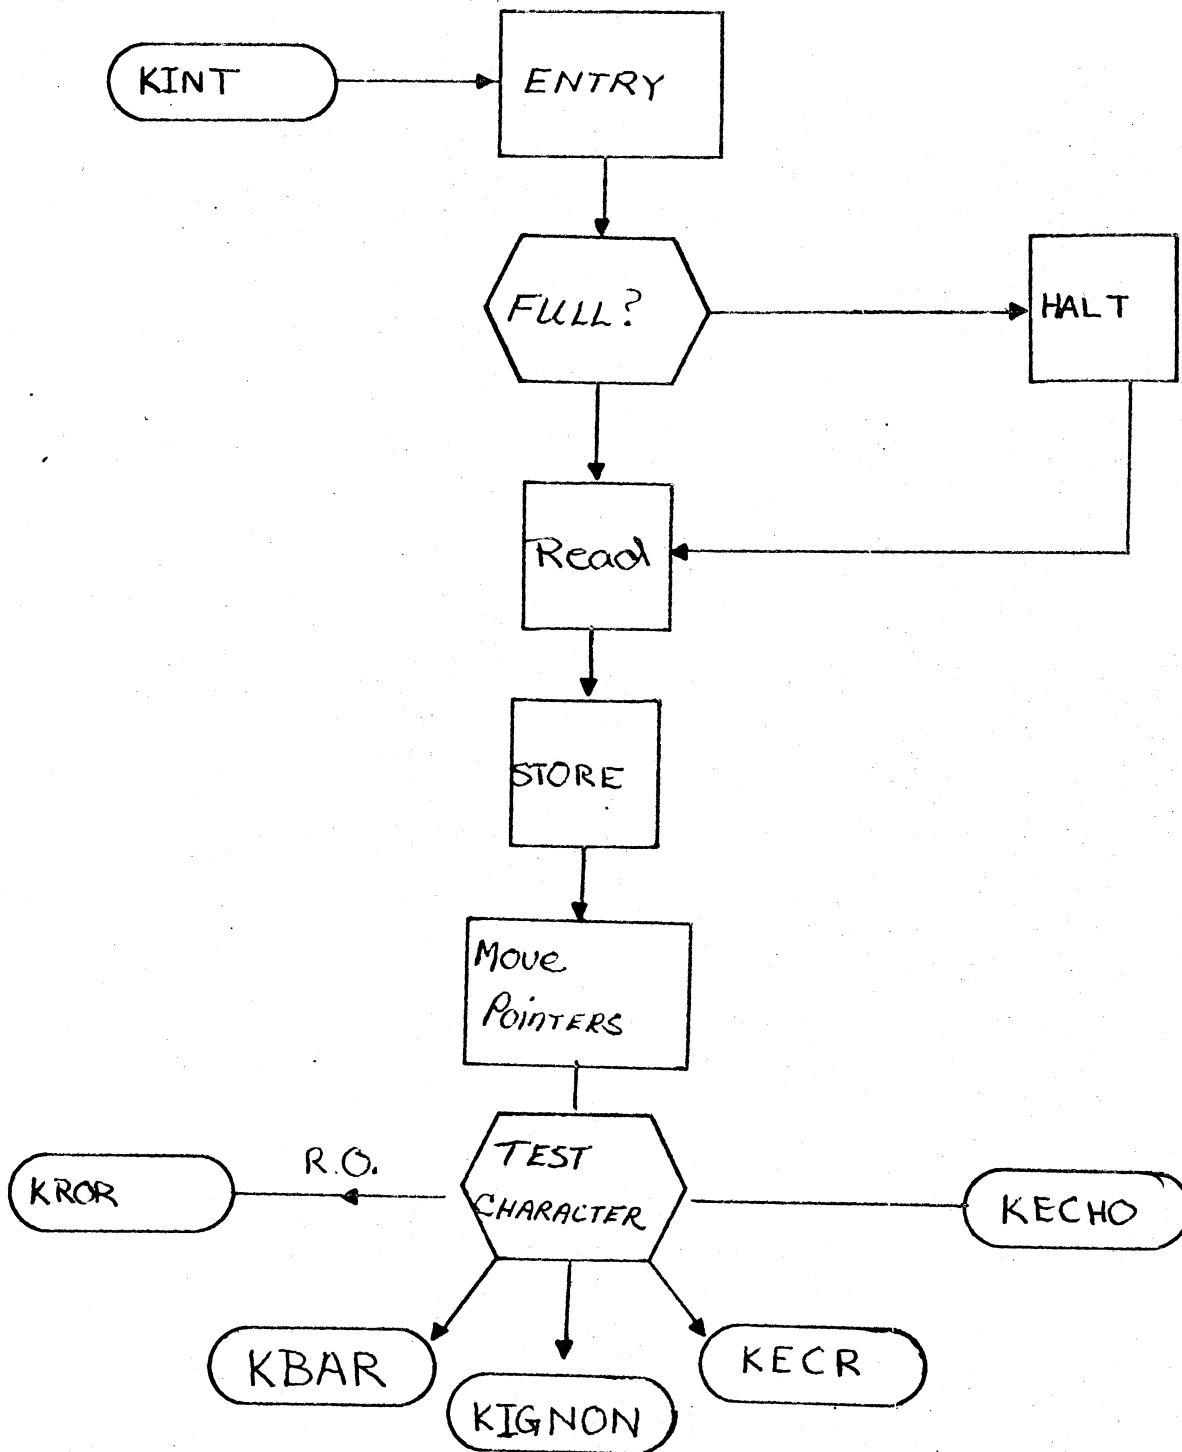 KINT
ENTRY
FULL?
HALT
Read
STORE
Move
Pointers
TEST
CHARACTER
R.O.
KROR
KECHO
KBAR
KECR
KIGNON